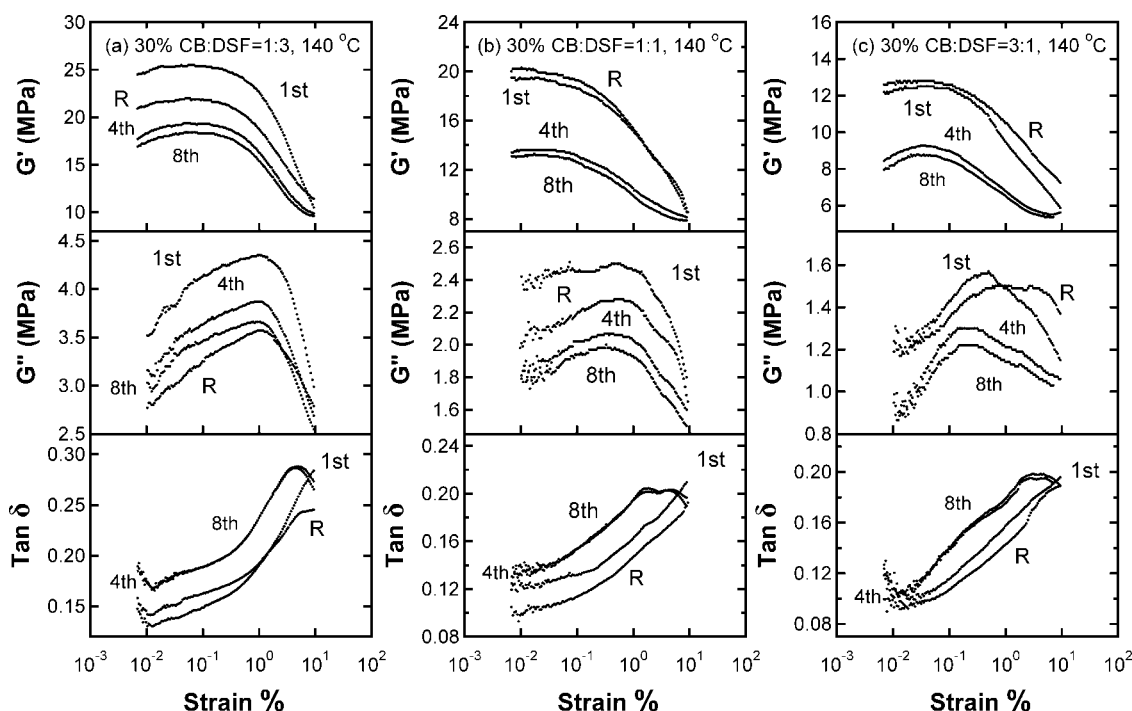 (a) 30% CB:DSF=1:3, 140 °C
G' (MPa)
30
25
20
15
10
1st
R
4th
8th
G" (MPa)
4.5
4.0
3.5
3.0
2.5
1st
4th
8th
R
Tan δ
0.30
0.25
0.20
0.15
1st
8th
R
4th
10⁻³ 10⁻² 10⁻¹ 10⁰ 10¹ 10²
Strain %
(b) 30% CB:DSF=1:1, 140 °C
G' (MPa)
24
20
16
12
8
R
1st
4th
8th
G" (MPa)
2.6
2.4
2.2
2.0
1.8
1.6
1st
R
4th
8th
Tan δ
0.24
0.20
0.16
0.12
0.08
1st
8th
4th
R
10⁻³ 10⁻² 10⁻¹ 10⁰ 10¹ 10²
Strain %
(c) 30% CB:DSF=3:1, 140 °C
G' (MPa)
16
14
12
10
8
6
1st
R
4th
8th
G" (MPa)
1.6
1.4
1.2
1.0
0.8
1st
R
4th
8th
Tan δ
0.20
0.16
0.12
0.08
1st
8th
R
4th
10⁻³ 10⁻² 10⁻¹ 10⁰ 10¹ 10²
Strain %